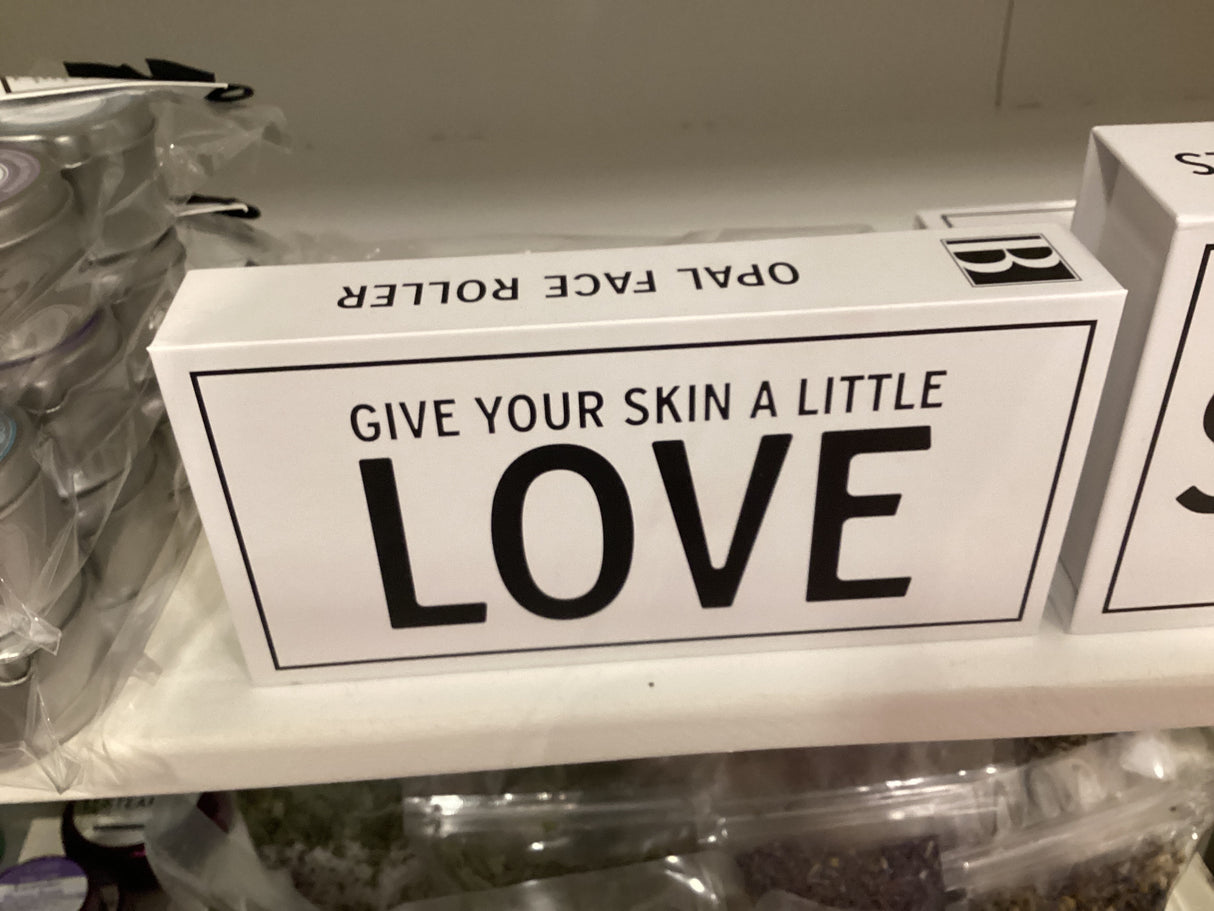 OPAL FACE ROLLER
B
GIVE YOUR SKIN A LITTLE
LOVE